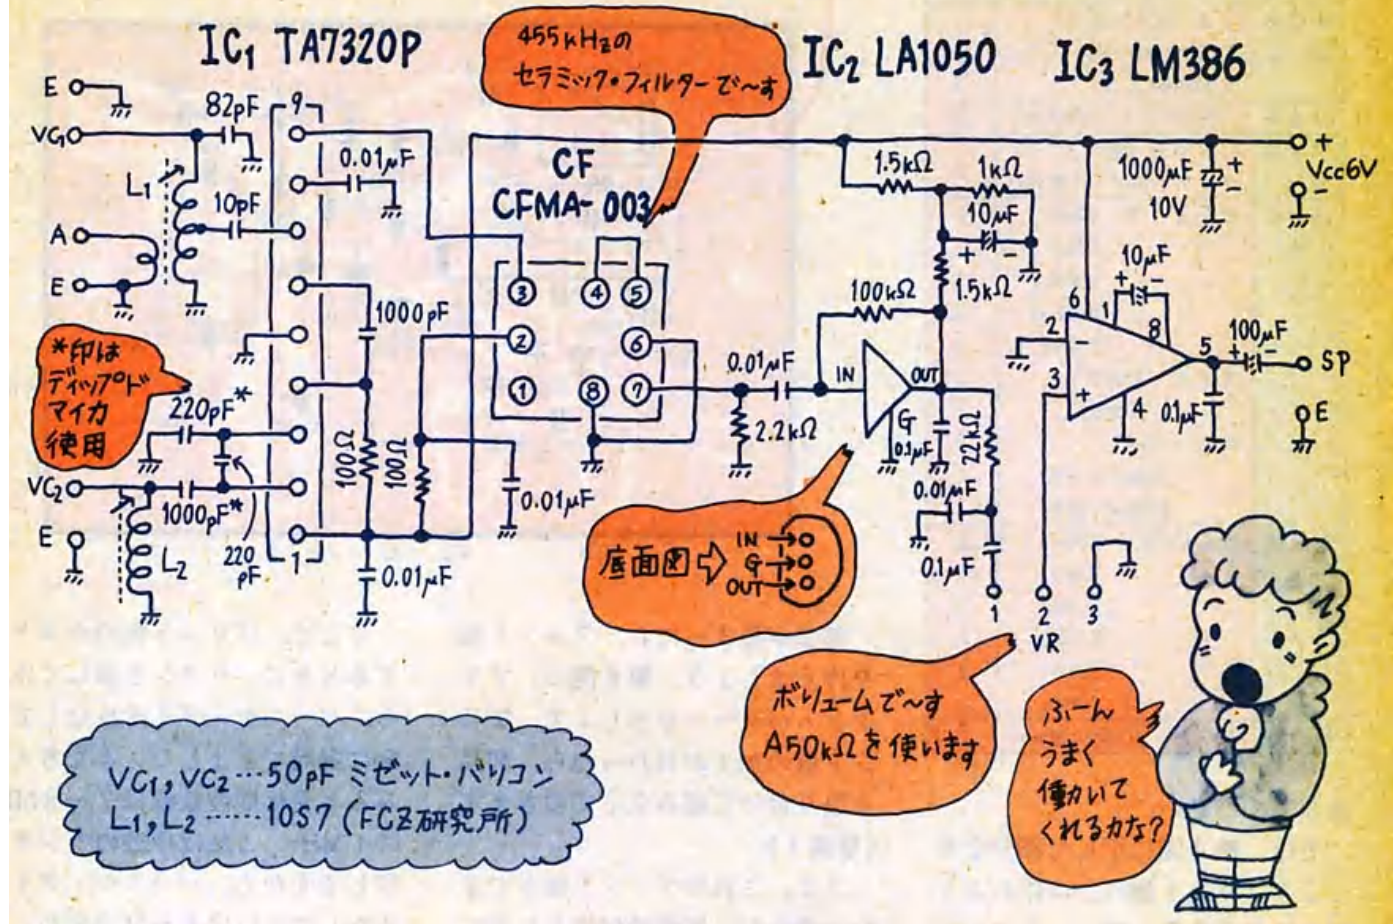 IC₁ TA7320P
455kHzの
セラミック・フィルターで〜す
IC₂ LA1050
IC₃ LM386
E
VC₁
82pF
9
0.01μF
L₁
10pF
A
E
CF
CFMA-003
3
4
5
2
6
1
8
7
1000pF
*印は
ディップド
マイカ
使用
220pF*
VC₂
1000pF*
E
L₂
220
pF
1
100Ω
100Ω
0.01μF
0.01μF
0.01μF
2.2kΩ
100kΩ
IN
OUT
G
1.5kΩ
1kΩ
10μF
+
-
1.5kΩ
0.1μF
22kΩ
0.01μF
0.1μF
底面図⇨
IN
G
OUT
1
2
3
VR
1000μF
+
-
10V
+
Vcc6V
-
10μF
+
-
6
1
8
2
-
3
+
5
4
100μF
+
-
SP
0.1μF
E
ボリュームで〜す
A50kΩを使います
ふーん
うまく
働いて
くれるかな?
VC₁,VC₂…50pFミゼット・バリコン
L₁,L₂……10S7(FCZ研究所)